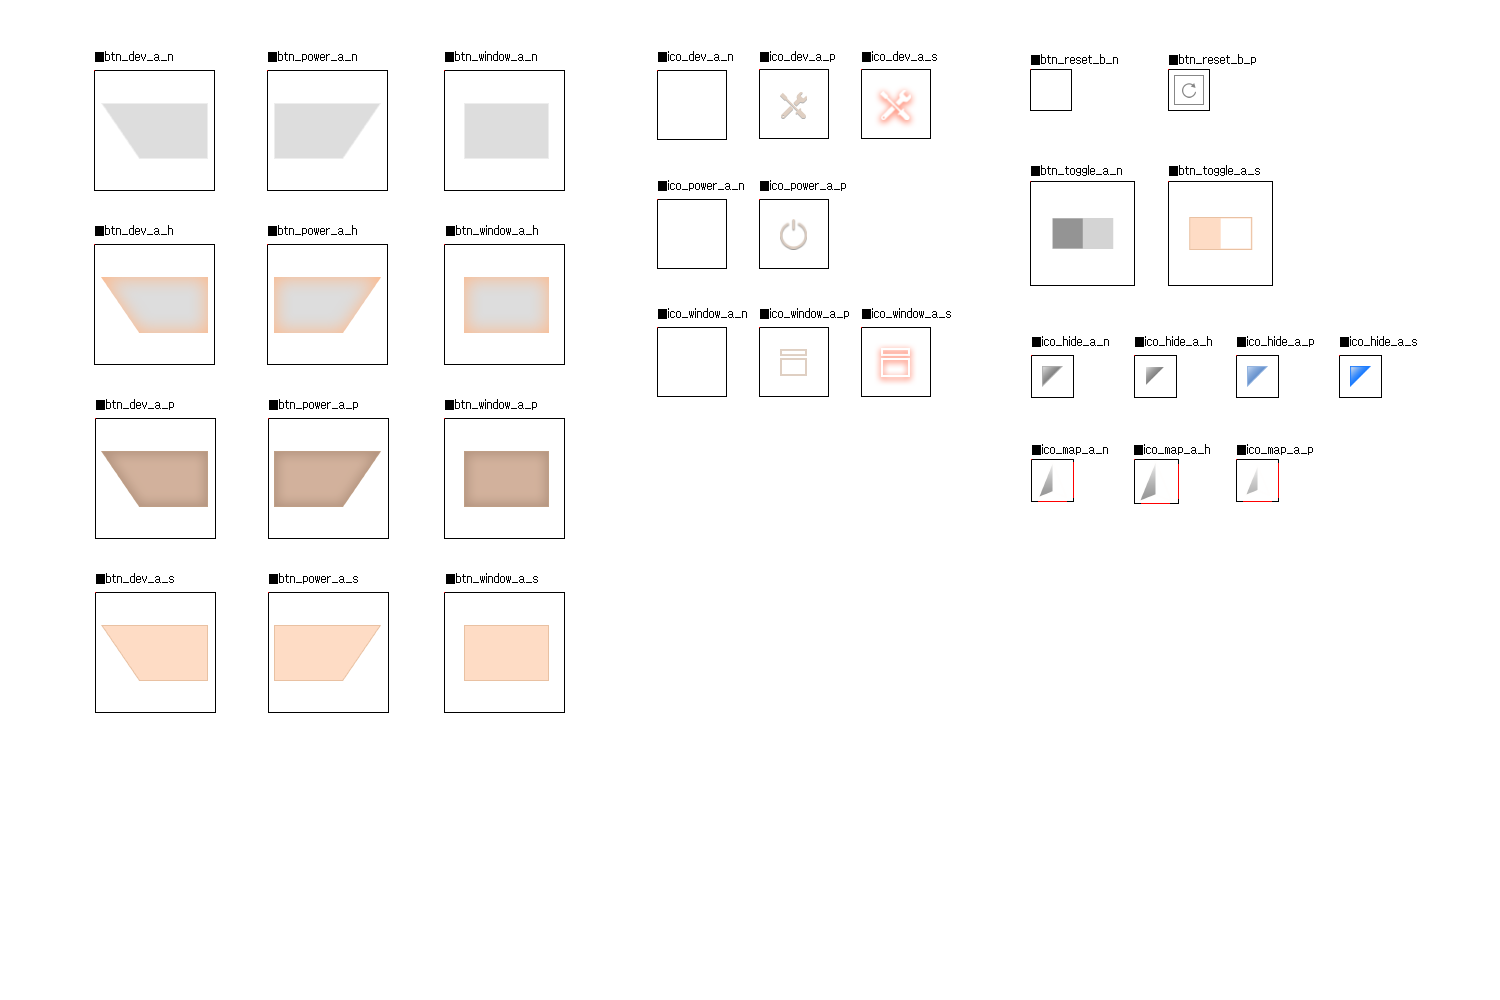 ■btn_dev_a_n
■btn_power_a_n
■btn_window_a_n
■btn_dev_a_h
■btn_power_a_h
■btn_window_a_h
■btn_dev_a_p
■btn_power_a_p
■btn_window_a_p
■btn_dev_a_s
■btn_power_a_s
■btn_window_a_s
■ico_dev_a_n
■ico_dev_a_p
■ico_dev_a_s
■ico_power_a_n
■ico_power_a_p
■ico_window_a_n
■ico_window_a_p
■ico_window_a_s
■btn_reset_b_n
■btn_reset_b_p
■btn_toggle_a_n
■btn_toggle_a_s
■ico_hide_a_n
■ico_hide_a_h
■ico_hide_a_p
■ico_hide_a_s
■ico_map_a_n
■ico_map_a_h
■ico_map_a_p